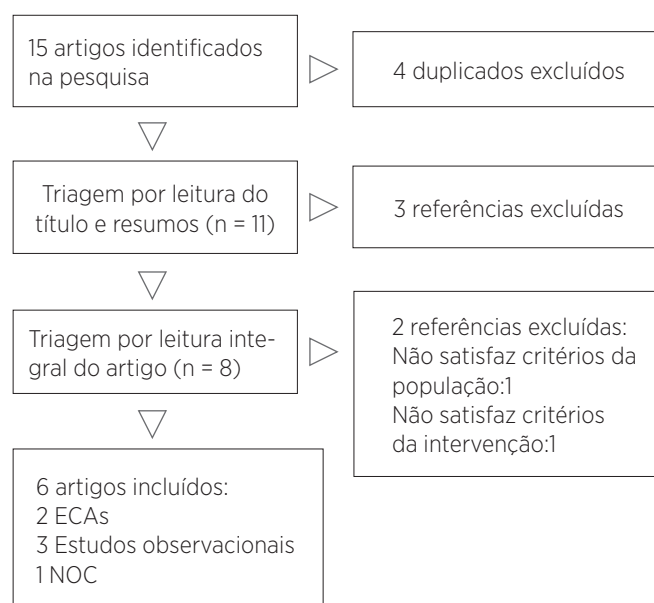 15 artigos identificados
na pesquisa
4 duplicados excluídos
Triagem por leitura do
título e resumos (n = 11)
3 referências excluídas
Triagem por leitura inte-
gral do artigo (n = 8)
2 referências excluídas:
Não satisfaz critérios da
população:1
Não satisfaz critérios
da intervenção:1
6 artigos incluídos:
2 ECAs
3 Estudos observacionais
1 NOC